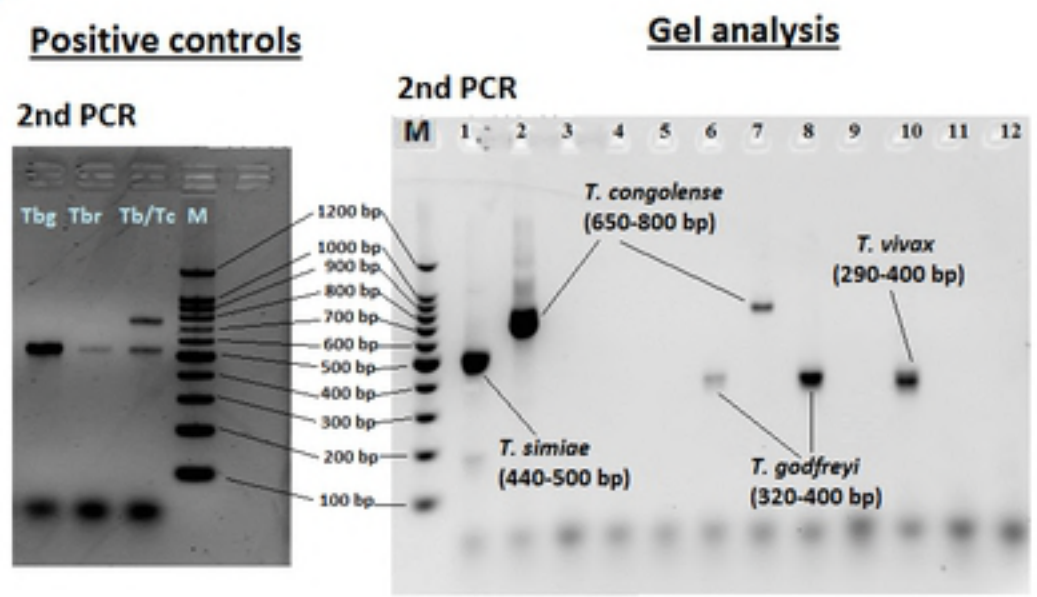 Positive controls
Gel analysis
2nd PCR
2nd PCR
M 1 2 3 4 5 6 7 8 9 10 11 12
Tbg Tbr Tb/Tc M
1200 bp
1000 bp
900 bp
800 bp
700 bp
600 bp
500 bp
400 bp
300 bp
200 bp
100 bp
T. congolense
(650-800 bp)
T. vivax
(290-400 bp)
T. simiae
(440-500 bp)
T. godfreyi
(320-400 bp)